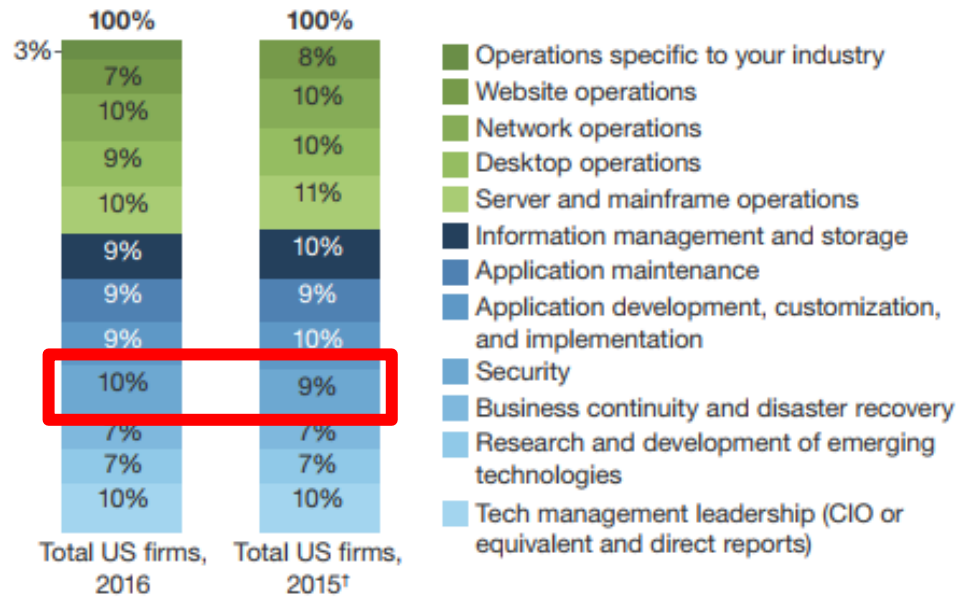 100%
100%
3%
7%
10%
9%
10%
9%
9%
9%
10%
7%
7%
10%
Total US firms,
2016
8%
10%
10%
11%
10%
9%
10%
9%
7%
7%
10%
Total US firms,
2015†
Operations specific to your industry
Website operations
Network operations
Desktop operations
Server and mainframe operations
Information management and storage
Application maintenance
Application development, customization,
and implementation
Security
Business continuity and disaster recovery
Research and development of emerging
technologies
Tech management leadership (CIO or
equivalent and direct reports)